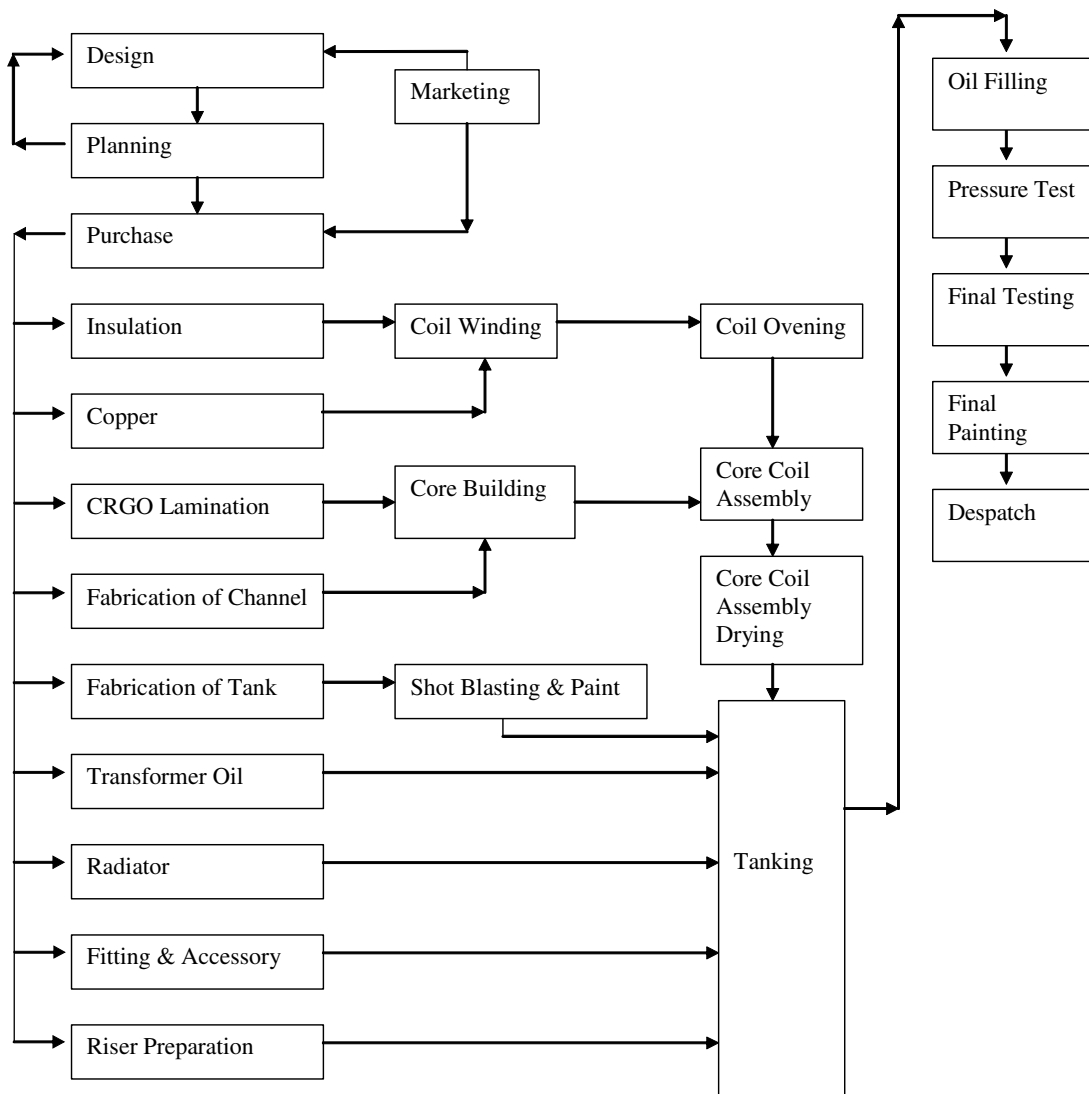 Design
Marketing
Planning
Purchase
Insulation
Coil Winding
Coil Ovening
Copper
CRGO Lamination
Core Building
Core Coil
Assembly
Fabrication of Channel
Core Coil
Assembly
Drying
Fabrication of Tank
Shot Blasting & Paint
Transformer Oil
Radiator
Tanking
Fitting & Accessory
Riser Preparation
Oil Filling
Pressure Test
Final Testing
Final
Painting
Despatch